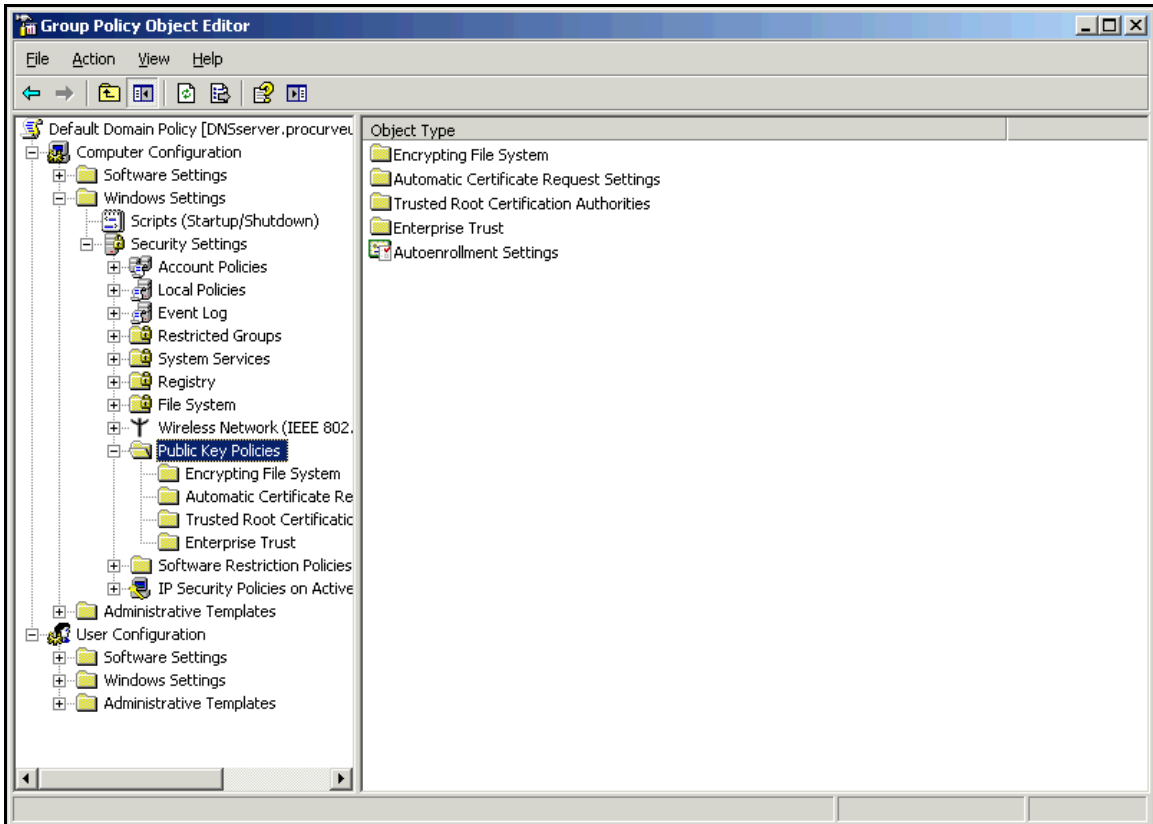 Group Policy Object Editor
File Action View Help
Default Domain Policy [DNSserver.procurveu
Computer Configuration
Software Settings
Windows Settings
Scripts (Startup/Shutdown)
Security Settings
Account Policies
Local Policies
Event Log
Restricted Groups
System Services
Registry
File System
Wireless Network (IEEE 802.
Public Key Policies
Encrypting File System
Automatic Certificate Re
Trusted Root Certificatic
Enterprise Trust
Software Restriction Policies
IP Security Policies on Active
Administrative Templates
User Configuration
Software Settings
Windows Settings
Administrative Templates
Object Type
Encrypting File System
Automatic Certificate Request Settings
Trusted Root Certification Authorities
Enterprise Trust
Autoenrollment Settings